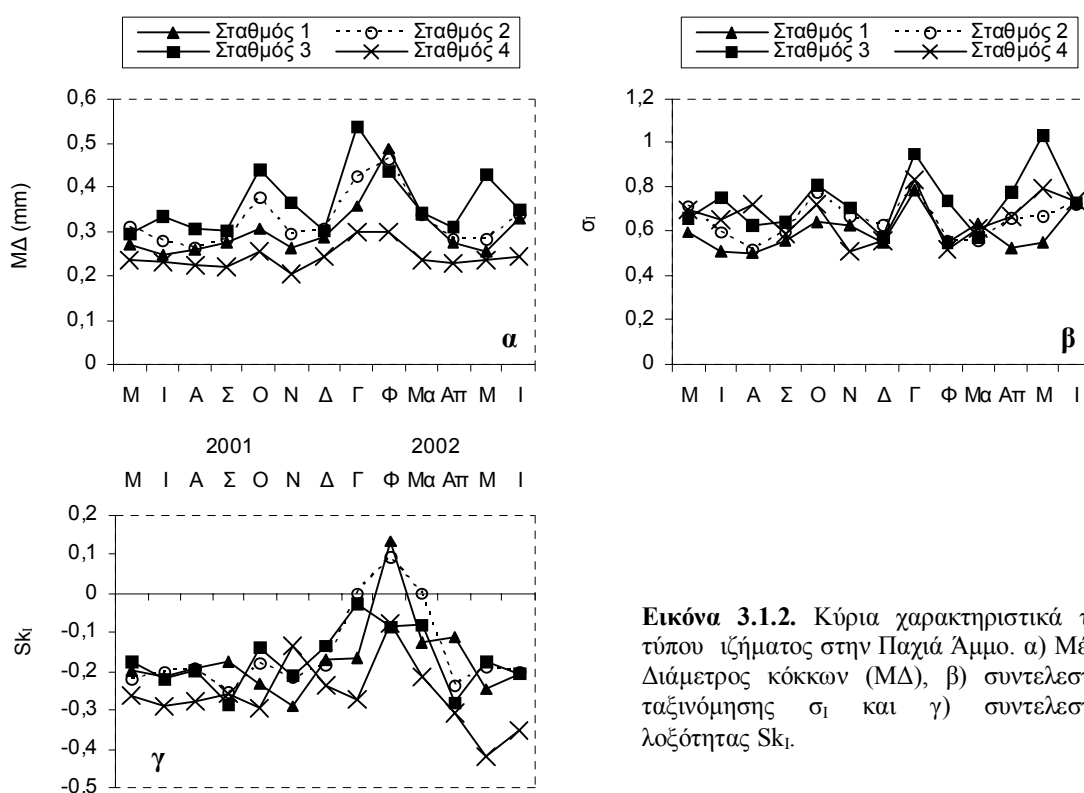 Σταθμός 1 Σταθμός 2
Σταθμός 3 Σταθμός 4
0,6
0,5
0,4
0,3
0,2
0,1
0
ΜΔ (mm)
α
Μ Ι Α Σ Ο Ν Δ Γ Φ Μα Απ Μ Ι
Σταθμός 1 Σταθμός 2
Σταθμός 3 Σταθμός 4
1,2
1
0,8
0,6
0,4
0,2
0
σI
β
Μ Ι Α Σ Ο Ν Δ Γ Φ Μα Απ Μ Ι
2001 2002
Μ Ι Α Σ Ο Ν Δ Γ Φ Μα Απ Μ Ι
0,2
0,1
0
-0,1
-0,2
-0,3
-0,4
-0,5
SkI
γ
Εικόνα 3.1.2. Κύρια χαρακτηριστικά τ
τύπου ιζήματος στην Παχιά Άμμο. α) Μέ
Διάμετρος κόκκων (ΜΔ), β) συντελεστ
ταξινόμησης σI και γ) συντελεστ
λοξότητας SkI.